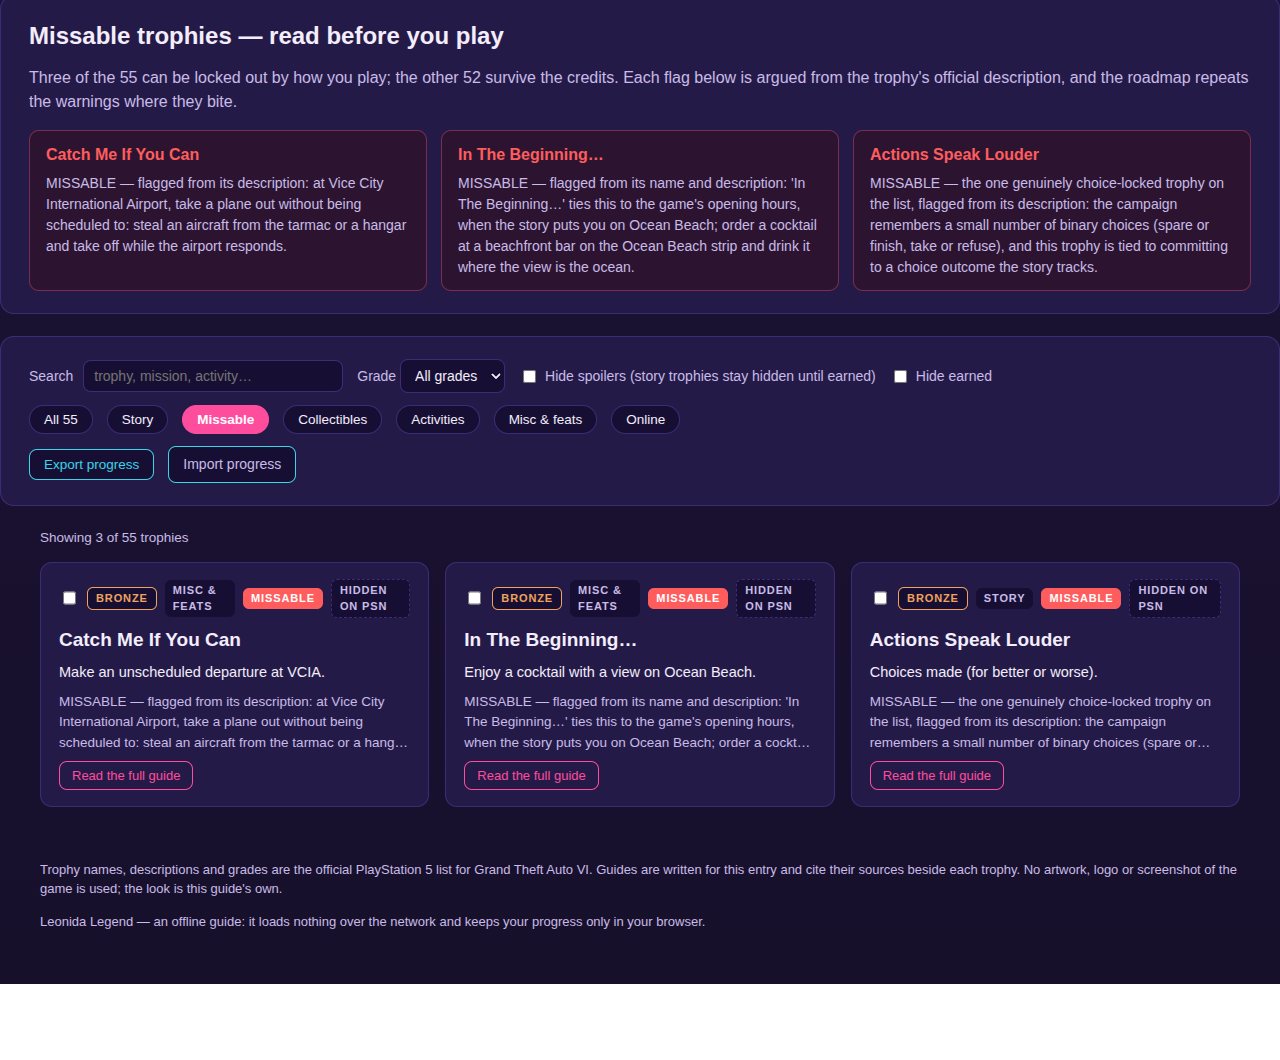 Missable trophies — read before you play
Three of the 55 can be locked out by how you play; the other 52 survive the credits. Each flag below is argued from the trophy's official description, and the roadmap repeats
the warnings where they bite.
Catch Me If You Can
MISSABLE — flagged from its description: at Vice City
International Airport, take a plane out without being
scheduled to: steal an aircraft from the tarmac or a hangar
and take off while the airport responds.
In The Beginning…
MISSABLE — flagged from its name and description: 'In
The Beginning…' ties this to the game's opening hours,
when the story puts you on Ocean Beach; order a cocktail
at a beachfront bar on the Ocean Beach strip and drink it
where the view is the ocean.
Actions Speak Louder
MISSABLE — the one genuinely choice-locked trophy on
the list, flagged from its description: the campaign
remembers a small number of binary choices (spare or
finish, take or refuse), and this trophy is tied to committing
to a choice outcome the story tracks.
Search trophy, mission, activity… Grade All grades Hide spoilers (story trophies stay hidden until earned) Hide earned
All 55 Story Missable Collectibles Activities Misc & feats Online
Export progress Import progress
Showing 3 of 55 trophies
BRONZE MISC & FEATS MISSABLE HIDDEN ON PSN
Catch Me If You Can
Make an unscheduled departure at VCIA.
MISSABLE — flagged from its description: at Vice City
International Airport, take a plane out without being
scheduled to: steal an aircraft from the tarmac or a hang…
Read the full guide
BRONZE MISC & FEATS MISSABLE HIDDEN ON PSN
In The Beginning…
Enjoy a cocktail with a view on Ocean Beach.
MISSABLE — flagged from its name and description: 'In
The Beginning…' ties this to the game's opening hours,
when the story puts you on Ocean Beach; order a cockt…
Read the full guide
BRONZE STORY MISSABLE HIDDEN ON PSN
Actions Speak Louder
Choices made (for better or worse).
MISSABLE — the one genuinely choice-locked trophy on
the list, flagged from its description: the campaign
remembers a small number of binary choices (spare or…
Read the full guide
Trophy names, descriptions and grades are the official PlayStation 5 list for Grand Theft Auto VI. Guides are written for this entry and cite their sources beside each trophy. No artwork, logo or screenshot of the
game is used; the look is this guide's own.
Leonida Legend — an offline guide: it loads nothing over the network and keeps your progress only in your browser.